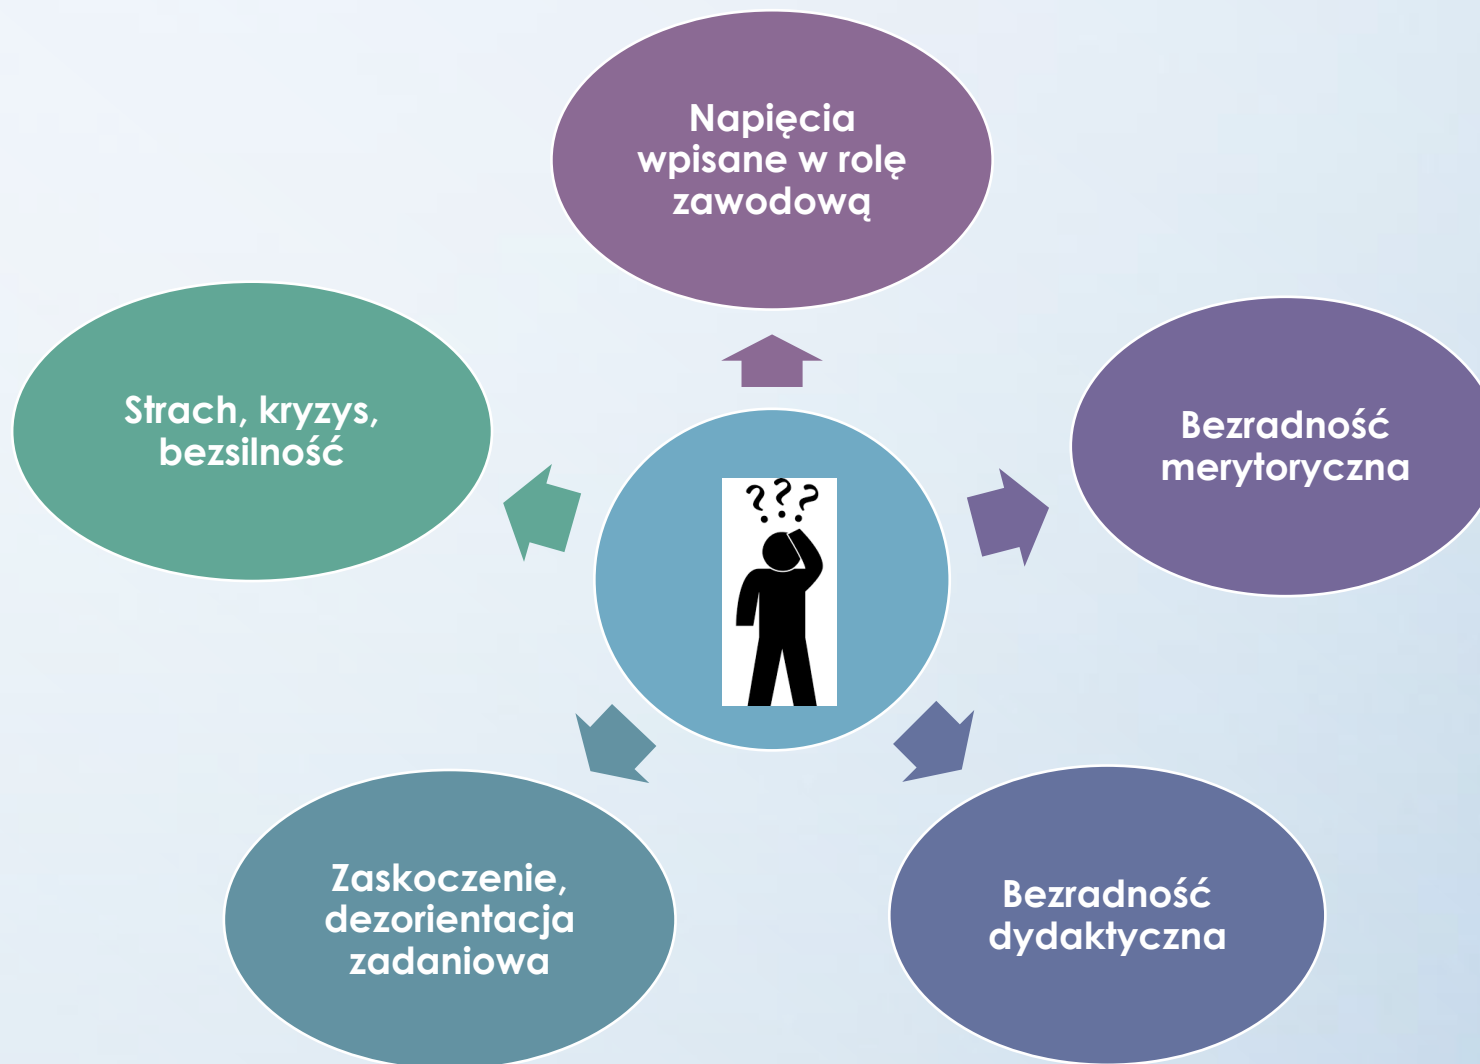 Napięcia
wpisane w rolę
zawodową
Strach, kryzys,
bezsilność
Bezradność
merytoryczna
???
Zaskoczenie,
dezorientacja
zadaniowa
Bezradność
dydaktyczna